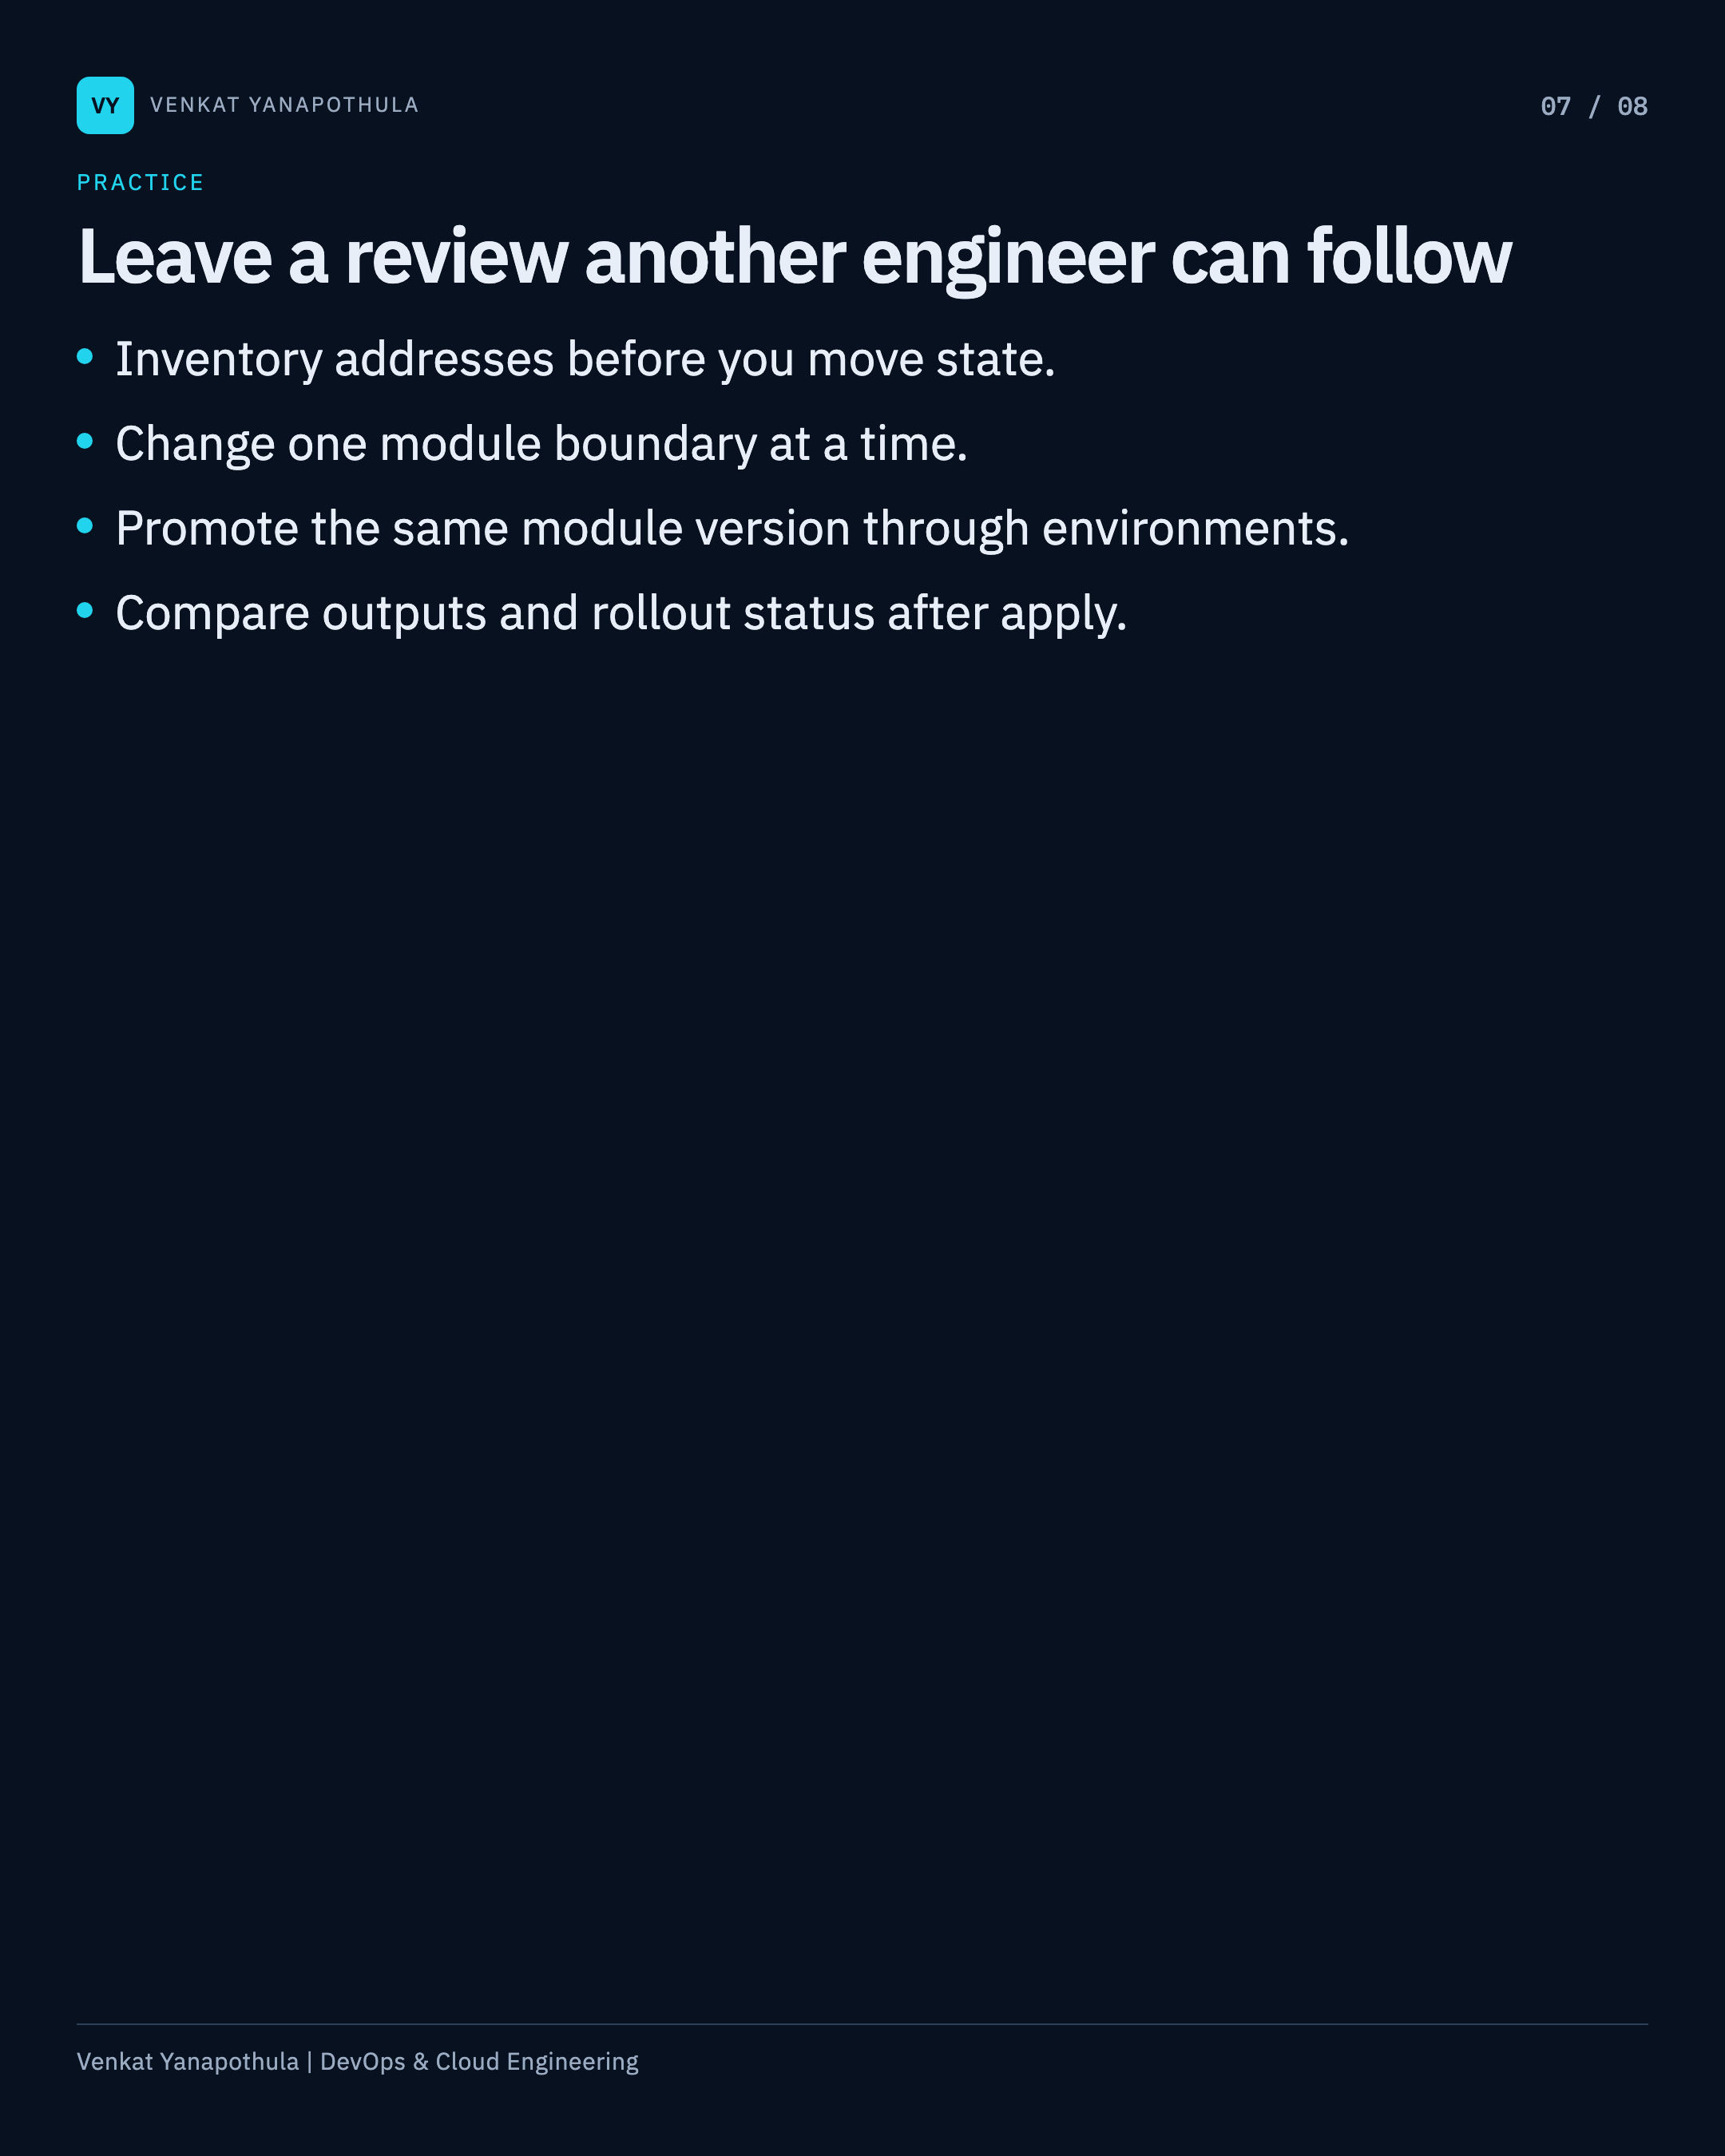 VY VENKAT YANAPOTHULA 07 / 08
PRACTICE
Leave a review another engineer can follow
Inventory addresses before you move state.
Change one module boundary at a time.
Promote the same module version through environments.
Compare outputs and rollout status after apply.
Venkat Yanapothula | DevOps & Cloud Engineering